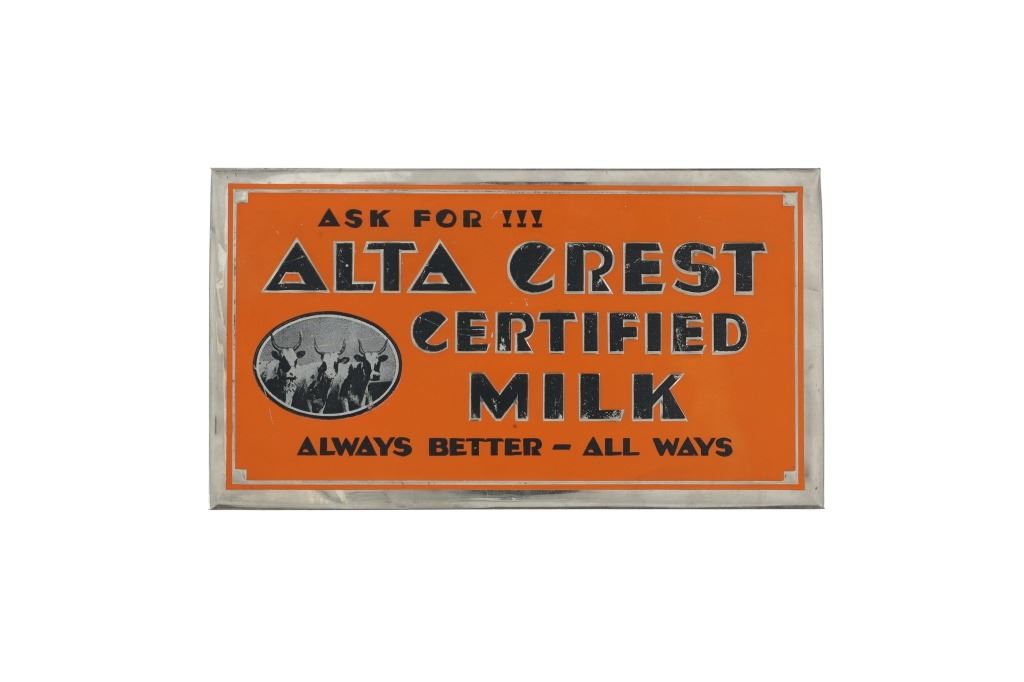 ASK FOR !!!
ALTA CREST
CERTIFIED
MILK
ALWAYS BETTER - ALL WAYS